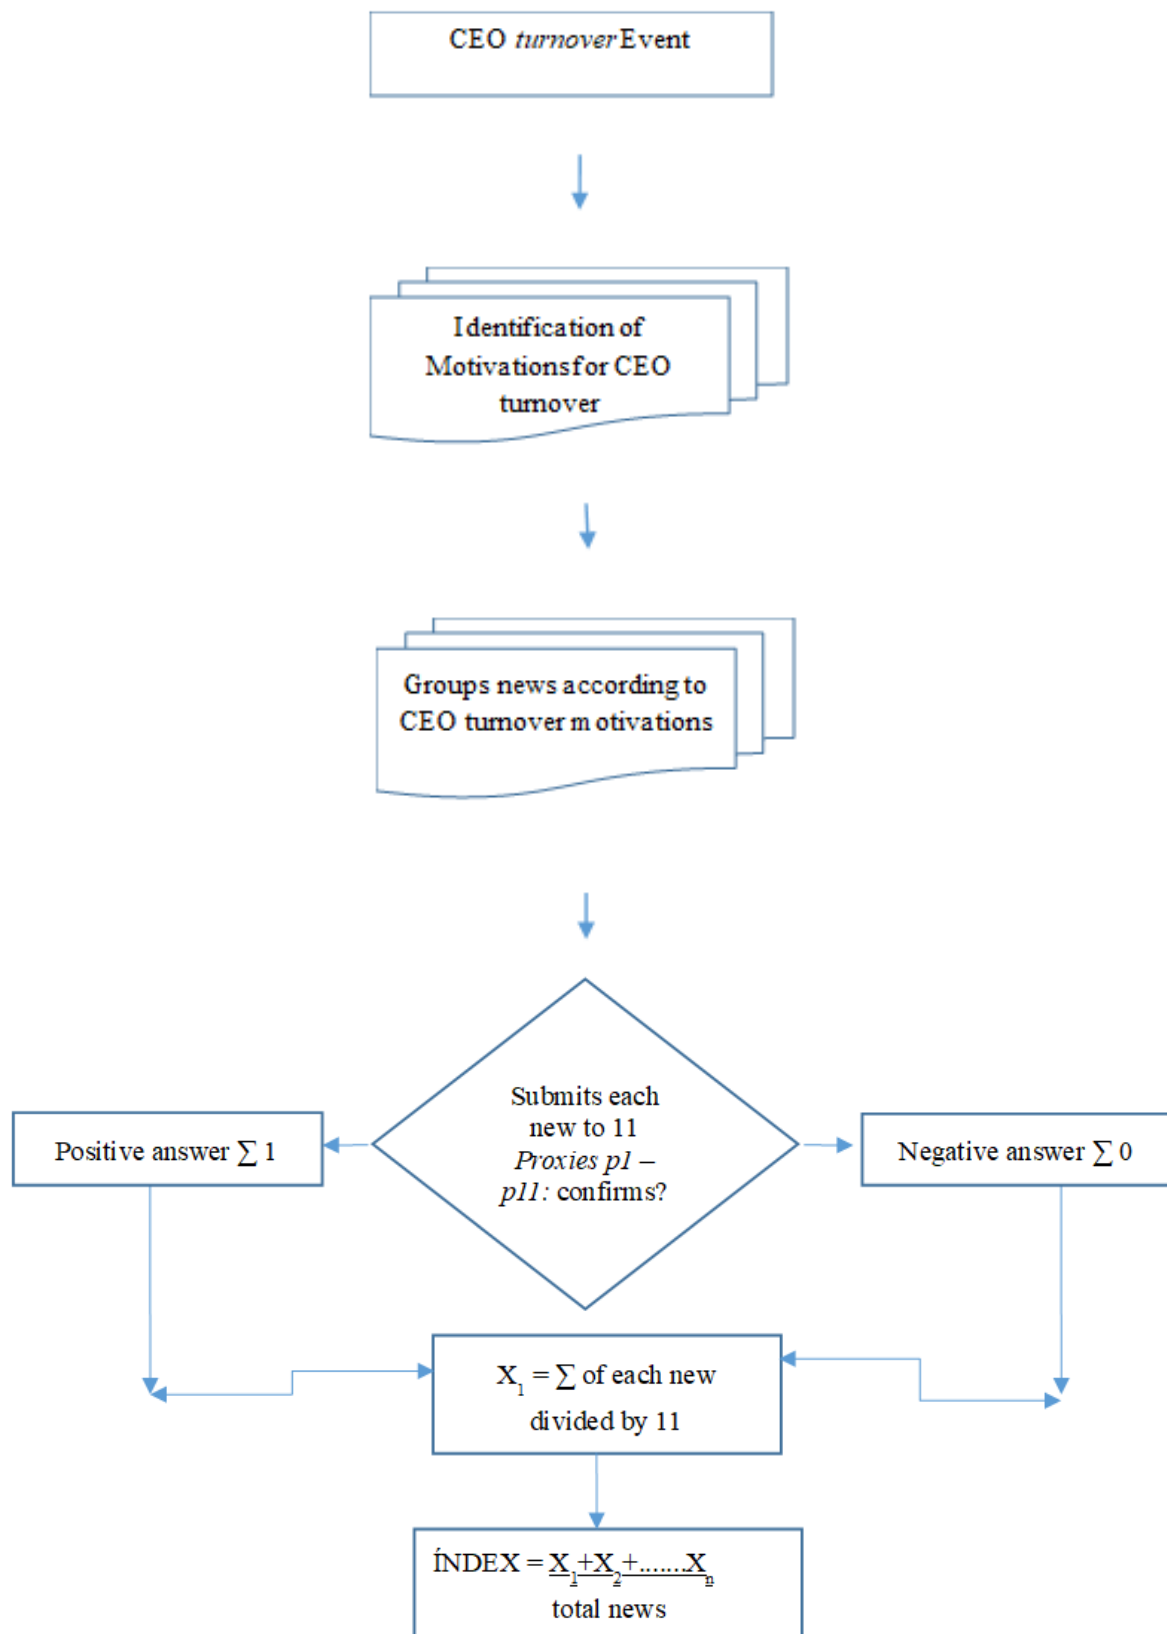 CEO turnover Event
Identification of
Motivations for CEO
turnover
Groups news according to
CEO turnover motivations
Submits each
new to 11
Proxies p1 –
p11: confirms?
Positive answer ∑ 1
Negative answer ∑ 0
X₁ = ∑ of each new
divided by 11
ÍNDEX = X₁+X₂+.......Xₙ
total news